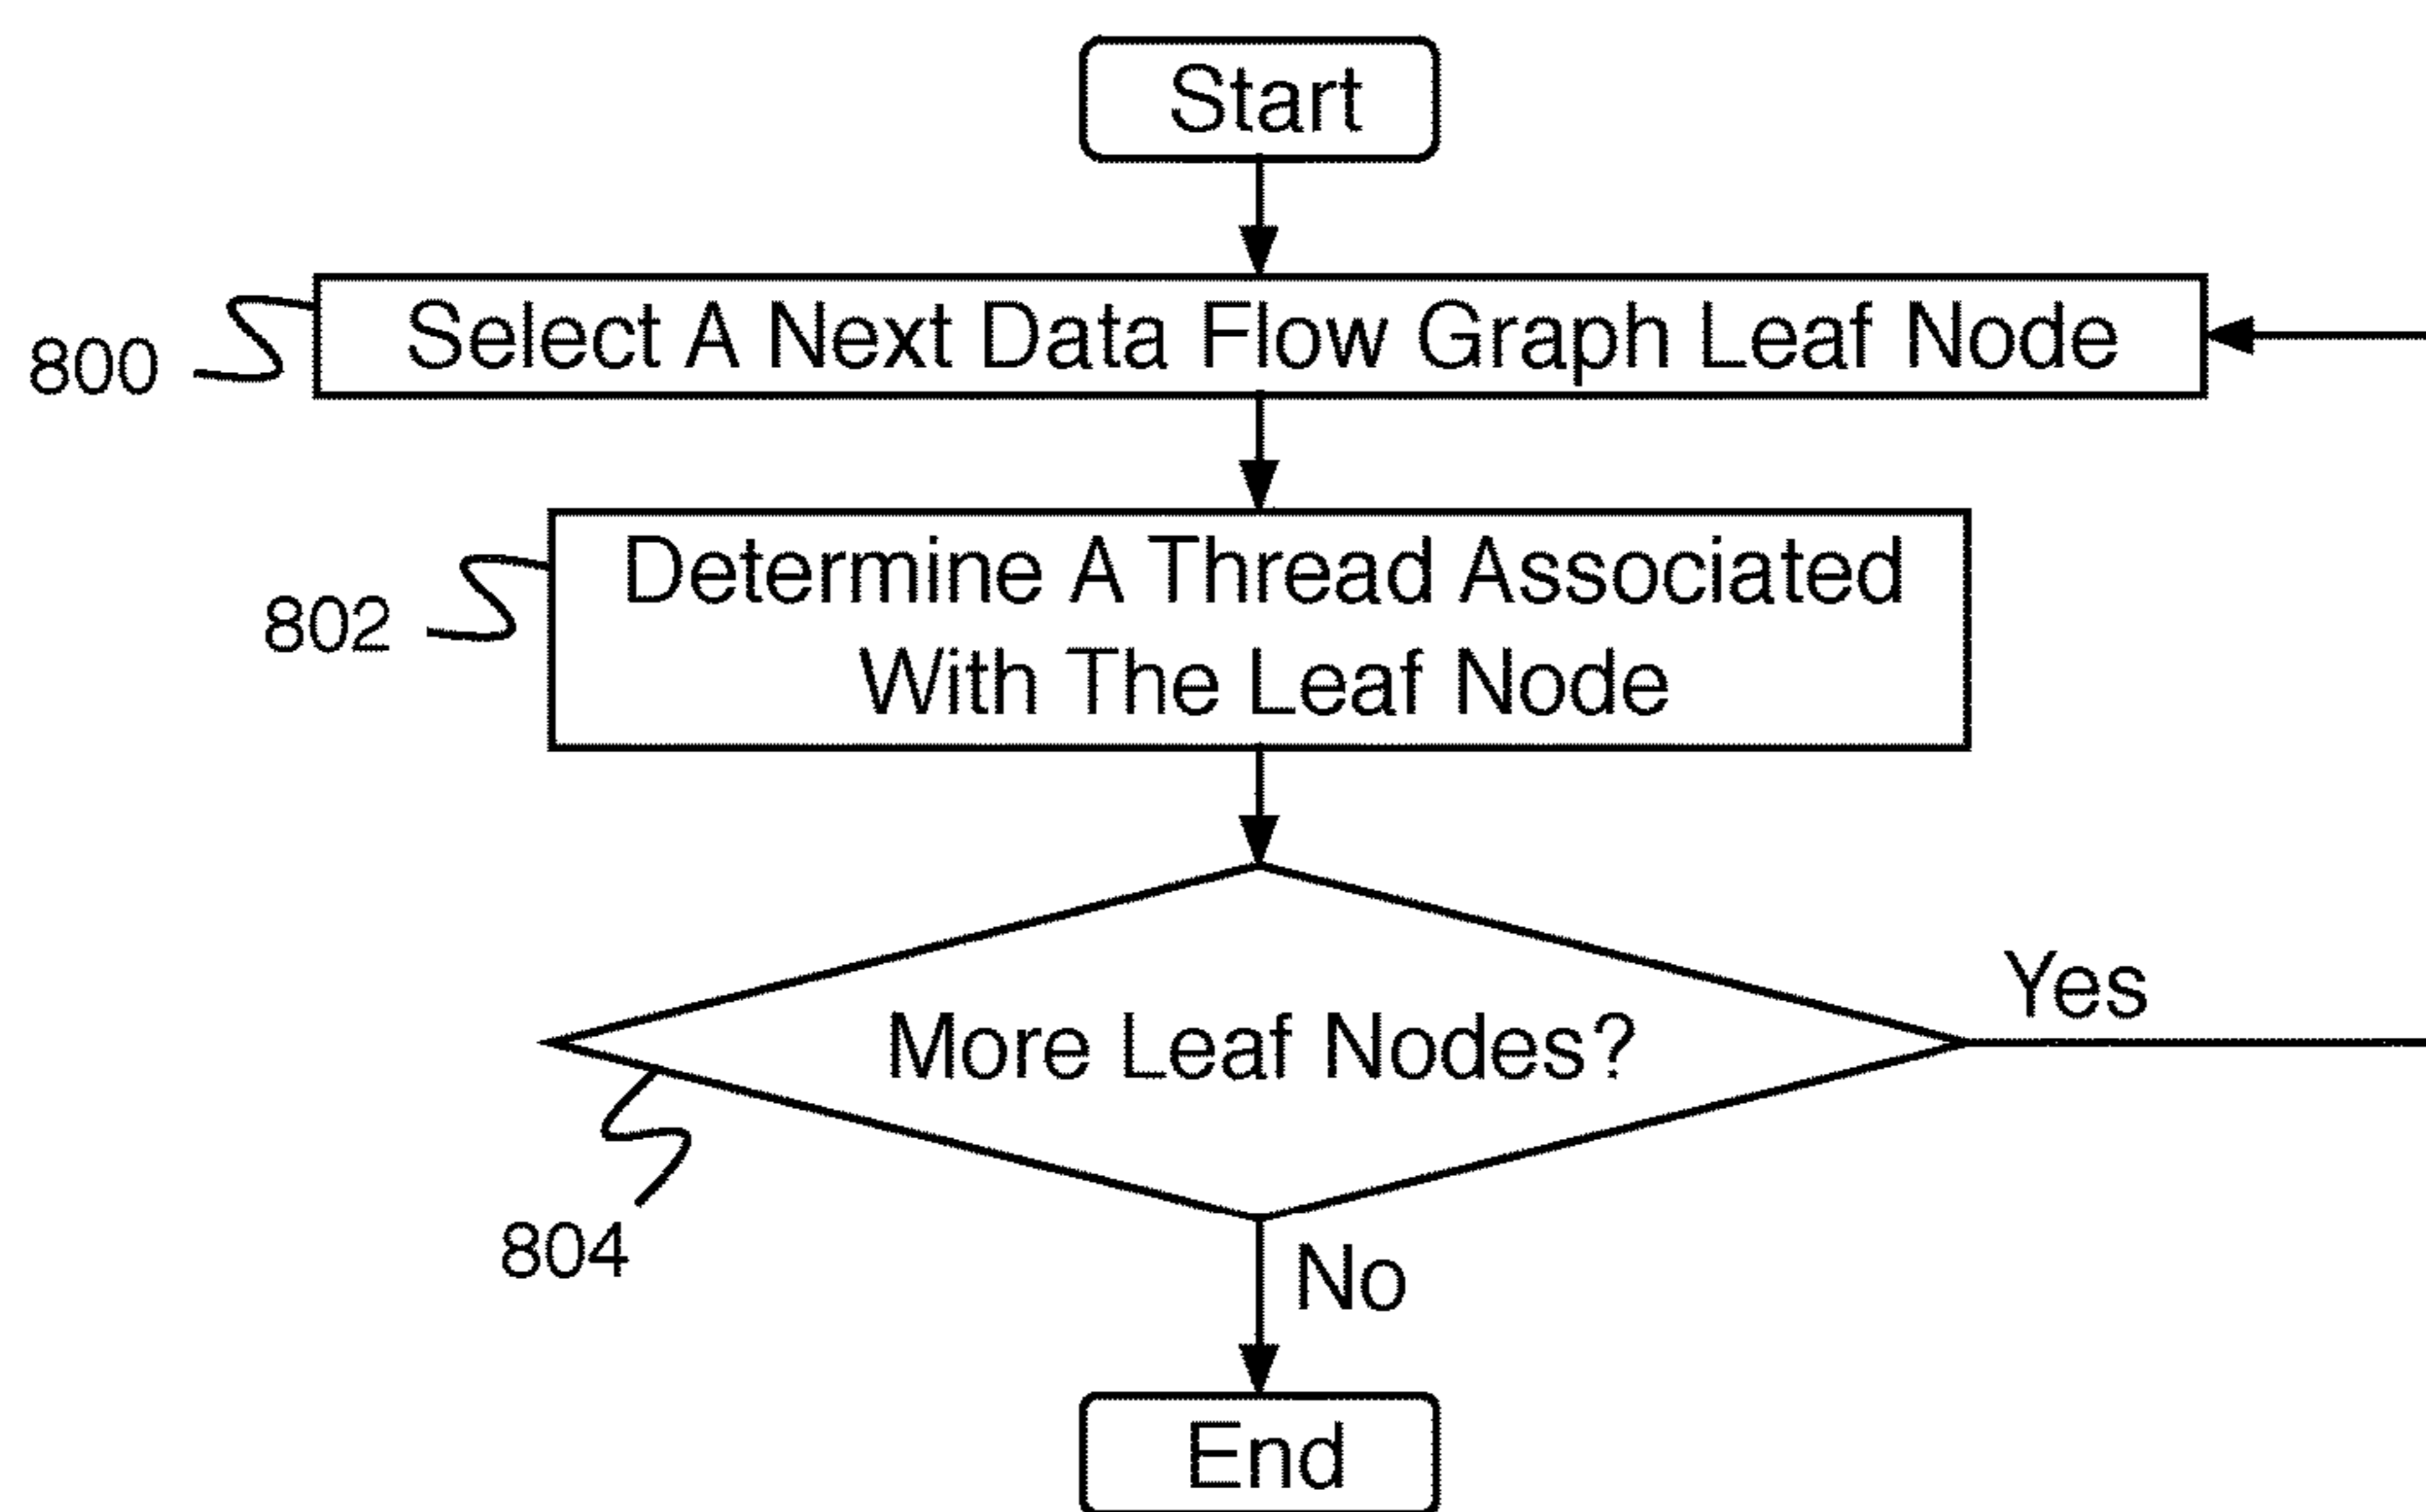 Start
800
Select A Next Data Flow Graph Leaf Node
802
Determine A Thread Associated
With The Leaf Node
More Leaf Nodes?
Yes
804
No
End